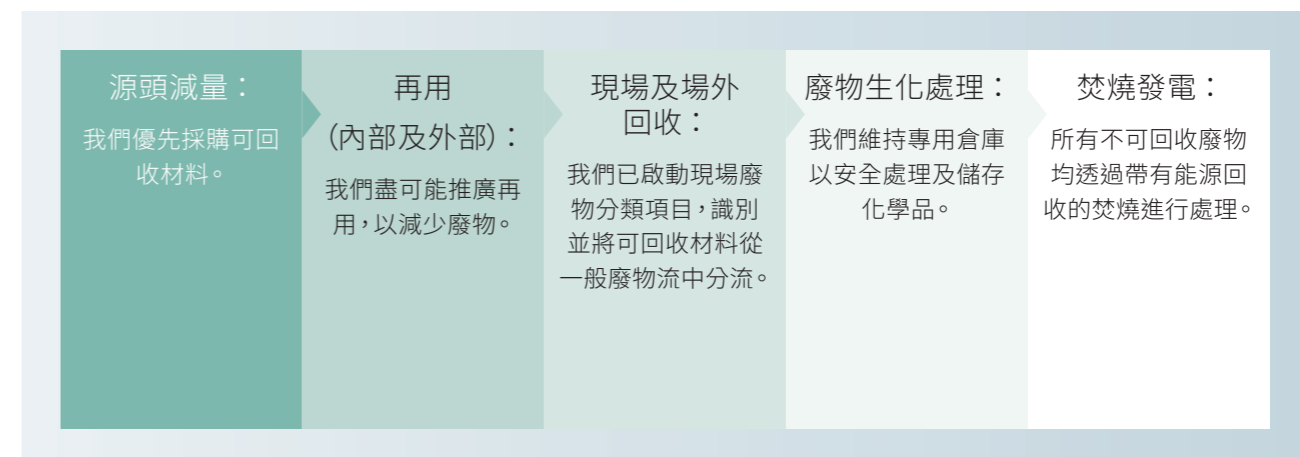 源頭減量：
我們優先採購可回
收材料。
再用
(內部及外部)：
我們盡可能推廣再
用，以減少廢物。
現場及場外
回收：
我們已啟動現場廢
物分類項目，識別
並將可回收材料從
一般廢物流中分流。
廢物生化處理：
我們維持專用倉庫
以安全處理及儲存
化學品。
焚燒發電：
所有不可回收廢物
均透過帶有能源回
收的焚燒進行處理。